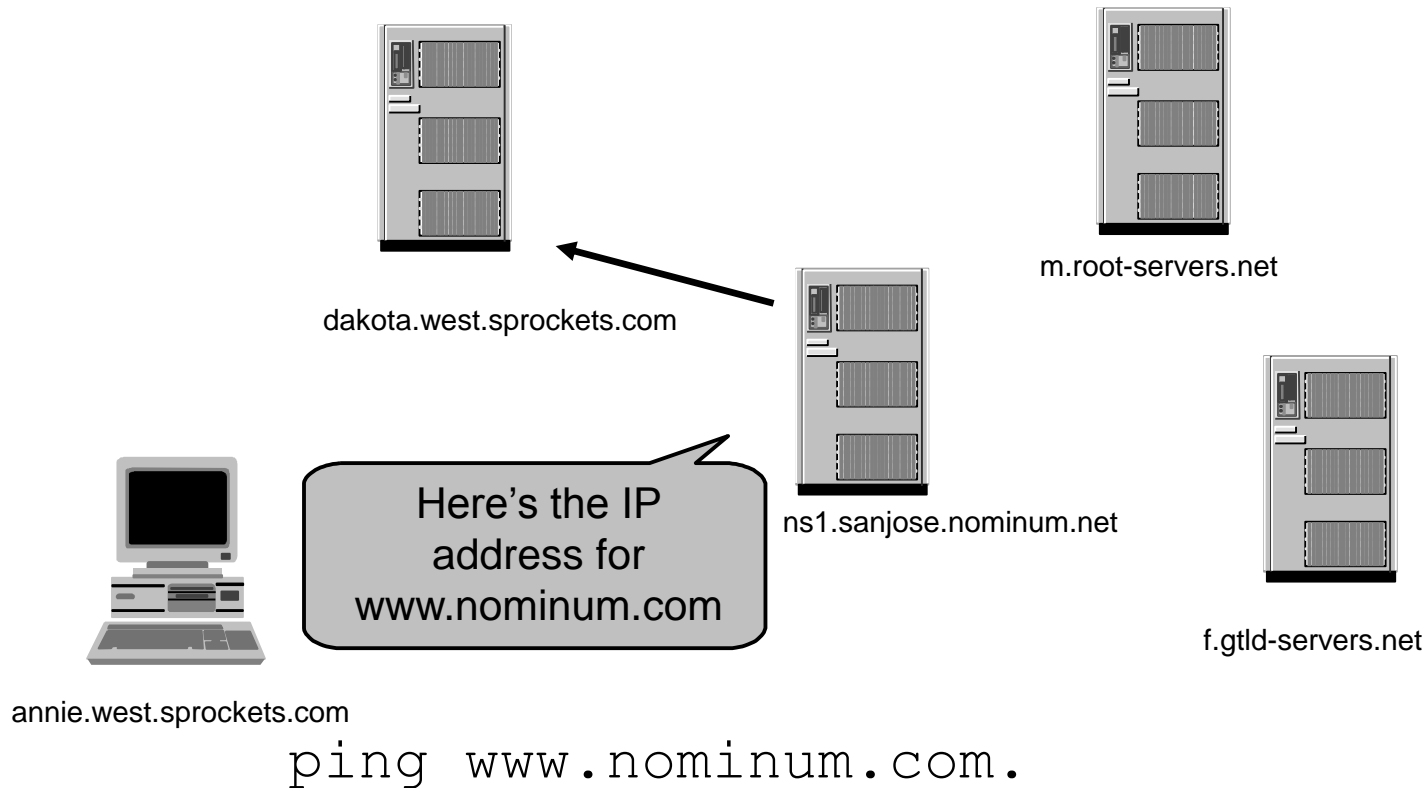 m.root-servers.net
dakota.west.sprockets.com
Here’s the IP
address for
www.nominum.com
ns1.sanjose.nominum.net
f.gtld-servers.net
annie.west.sprockets.com
ping www.nominum.com.